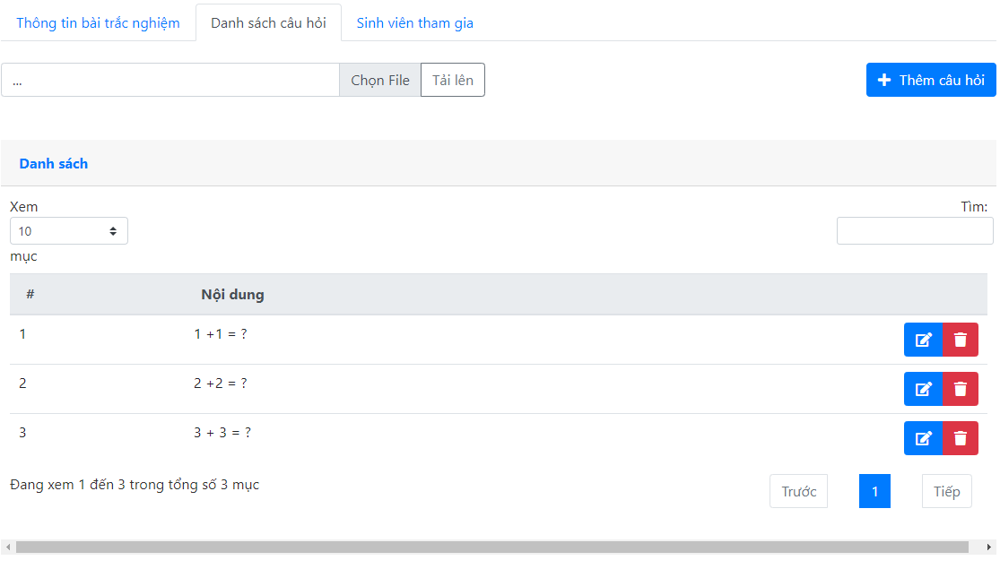 Thông tin bài trắc nghiệm Danh sách câu hỏi Sinh viên tham gia
... Chọn File Tải lên Thêm câu hỏi
Danh sách
Xem Tìm:
10
mục
# Nội dung
1 1 +1 = ?
2 2 +2 = ?
3 3 + 3 = ?
Đang xem 1 đến 3 trong tổng số 3 mục Trước 1 Tiếp